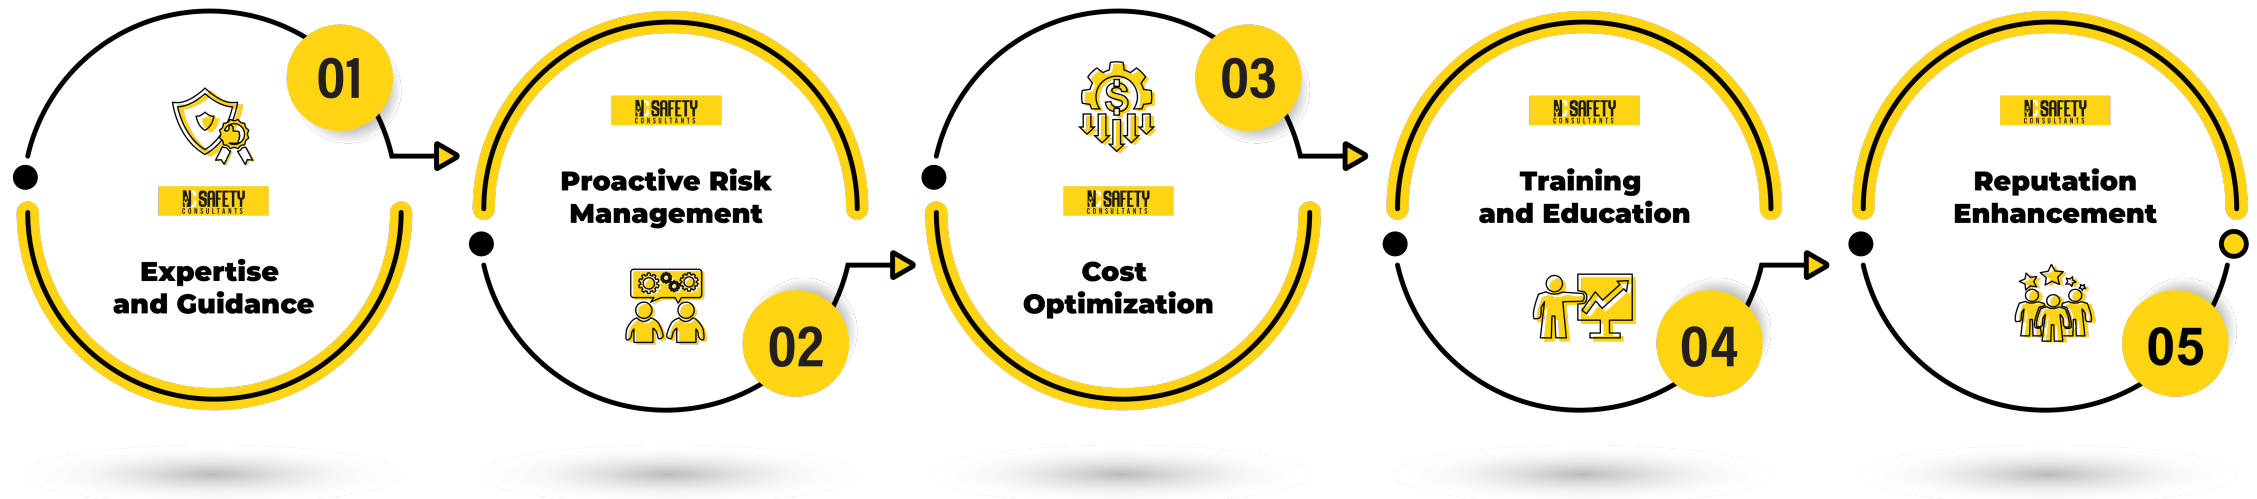 01
SAFETY
CONSULTANTS
Expertise
and Guidance
SAFETY
CONSULTANTS
Proactive Risk
Management
02
03
$
SAFETY
CONSULTANTS
Cost
Optimization
SAFETY
CONSULTANTS
Training
and Education
04
SAFETY
CONSULTANTS
Reputation
Enhancement
05